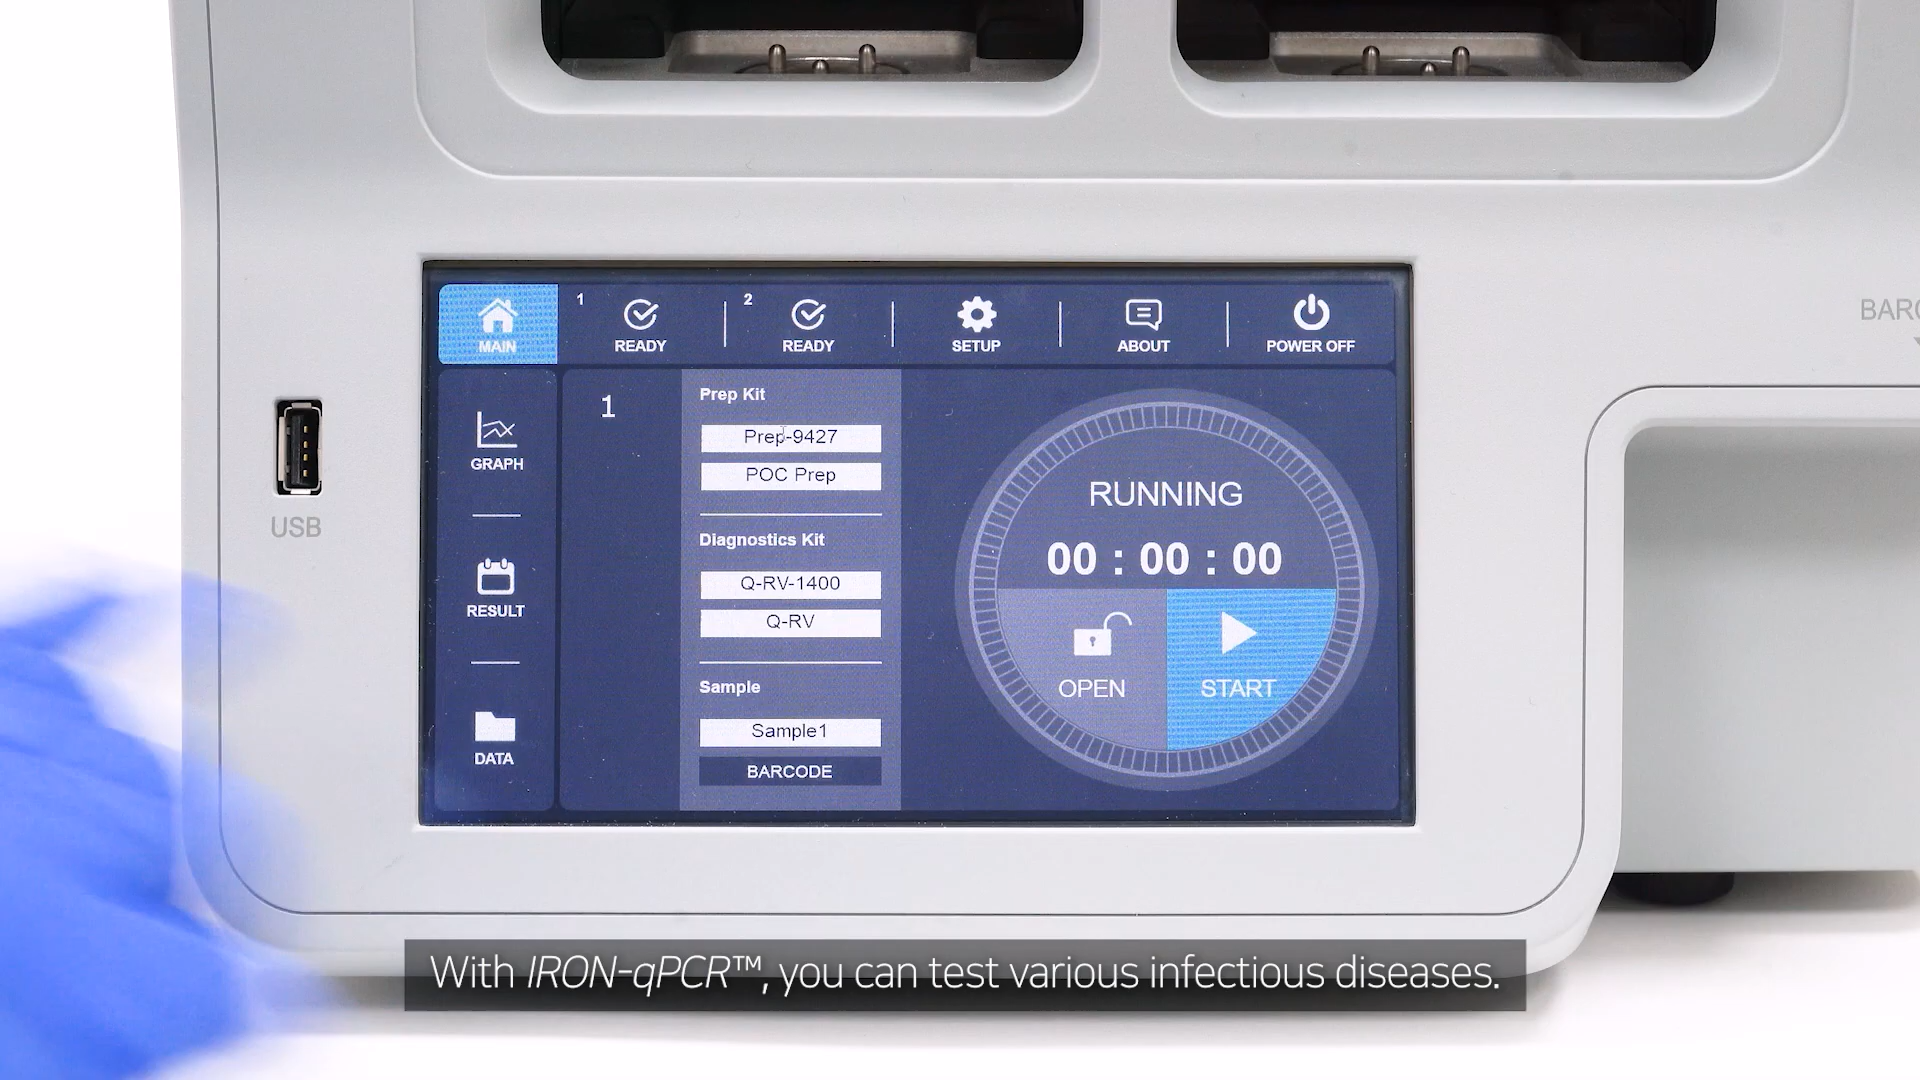 BARC
MAIN
1
READY
2
READY
SETUP
ABOUT
POWER OFF
GRAPH
RESULT
DATA
1
Prep Kit
Prep-9427
POC Prep
Diagnostics Kit
Q-RV-1400
Q-RV
Sample
Sample1
BARCODE
RUNNING
00 : 00 : 00
OPEN
START
USB
With IRON-qPCR™, you can test various infectious diseases.